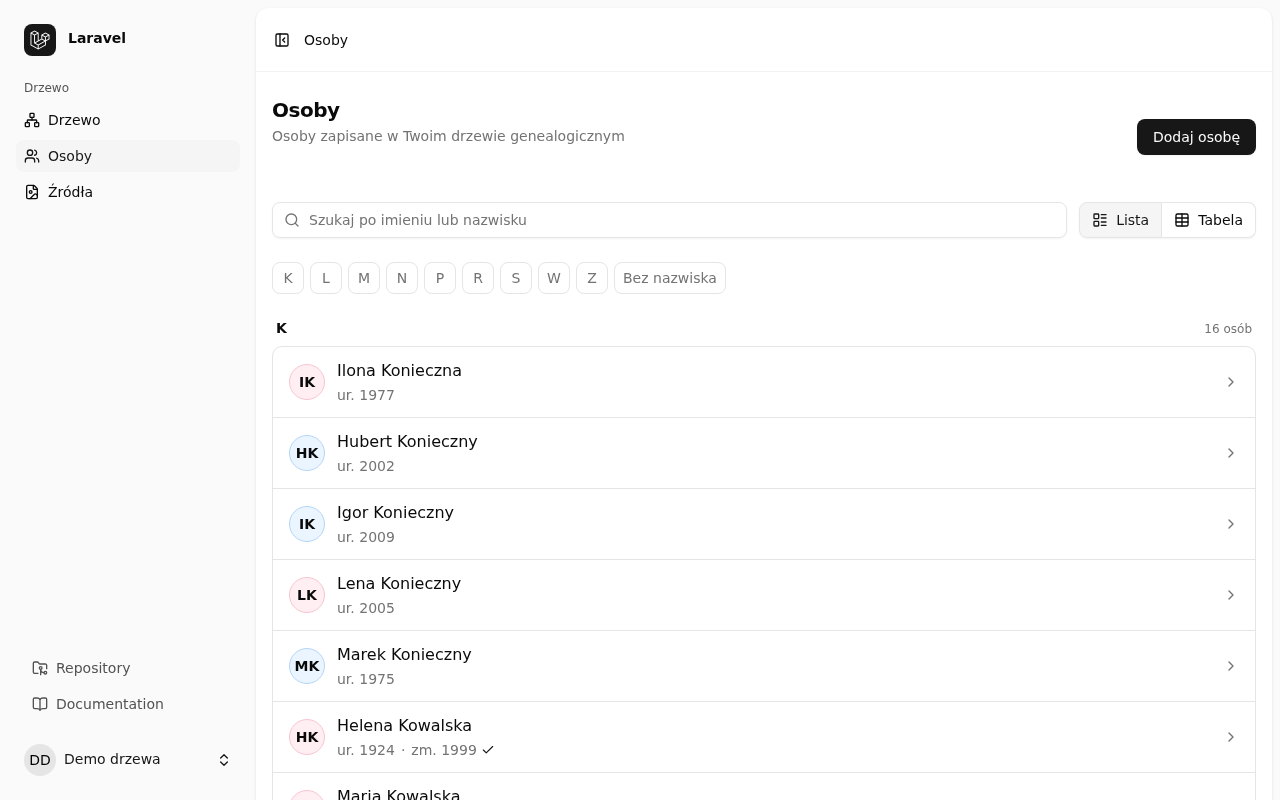 Laravel
Drzewo
Drzewo
Osoby
Źródła
Repository
Documentation
DD
Demo drzewa
Osoby
Osoby
Osoby zapisane w Twoim drzewie genealogicznym
Dodaj osobę
Szukaj po imieniu lub nazwisku
Lista
Tabela
K L M N P R S W Z Bez nazwiska
K
16 osób
IK
Ilona Konieczna
ur. 1977
HK
Hubert Konieczny
ur. 2002
IK
Igor Konieczny
ur. 2009
LK
Lena Konieczny
ur. 2005
MK
Marek Konieczny
ur. 1975
HK
Helena Kowalska
ur. 1924 · zm. 1999
Maria Kowalska